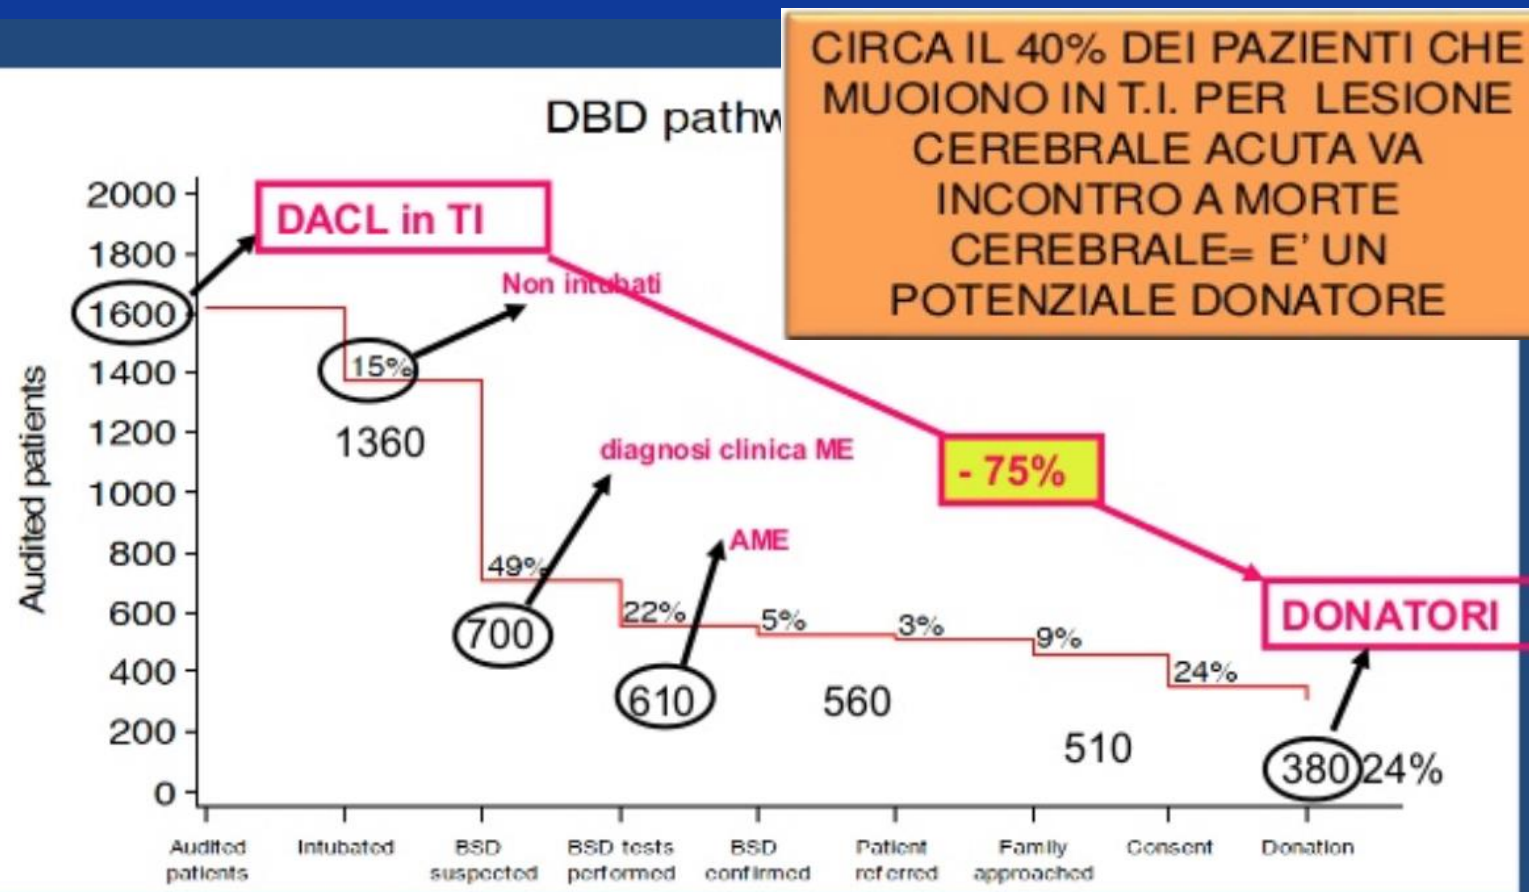 CIRCA IL 40% DEI PAZIENTI CHE
MUOIONO IN T.I. PER LESIONE
CEREBRALE ACUTA VA
INCONTRO A MORTE
CEREBRALE= E' UN
POTENZIALE DONATORE
DBD pathw
DACL in TI
Non intubati
diagnosi clinica ME
AME
- 75%
DONATORI
Audited patients
2000
1800
1600
1400
1200
1000
800
600
400
200
0
15%
1360
49%
700
22%
610
5%
3%
560
9%
510
24%
380 24%
Audited
patients
Intubated
BSD
suspected
BSD tests
performed
BSD
confirmed
Patient
referred
Family
approached
Consent
Donation